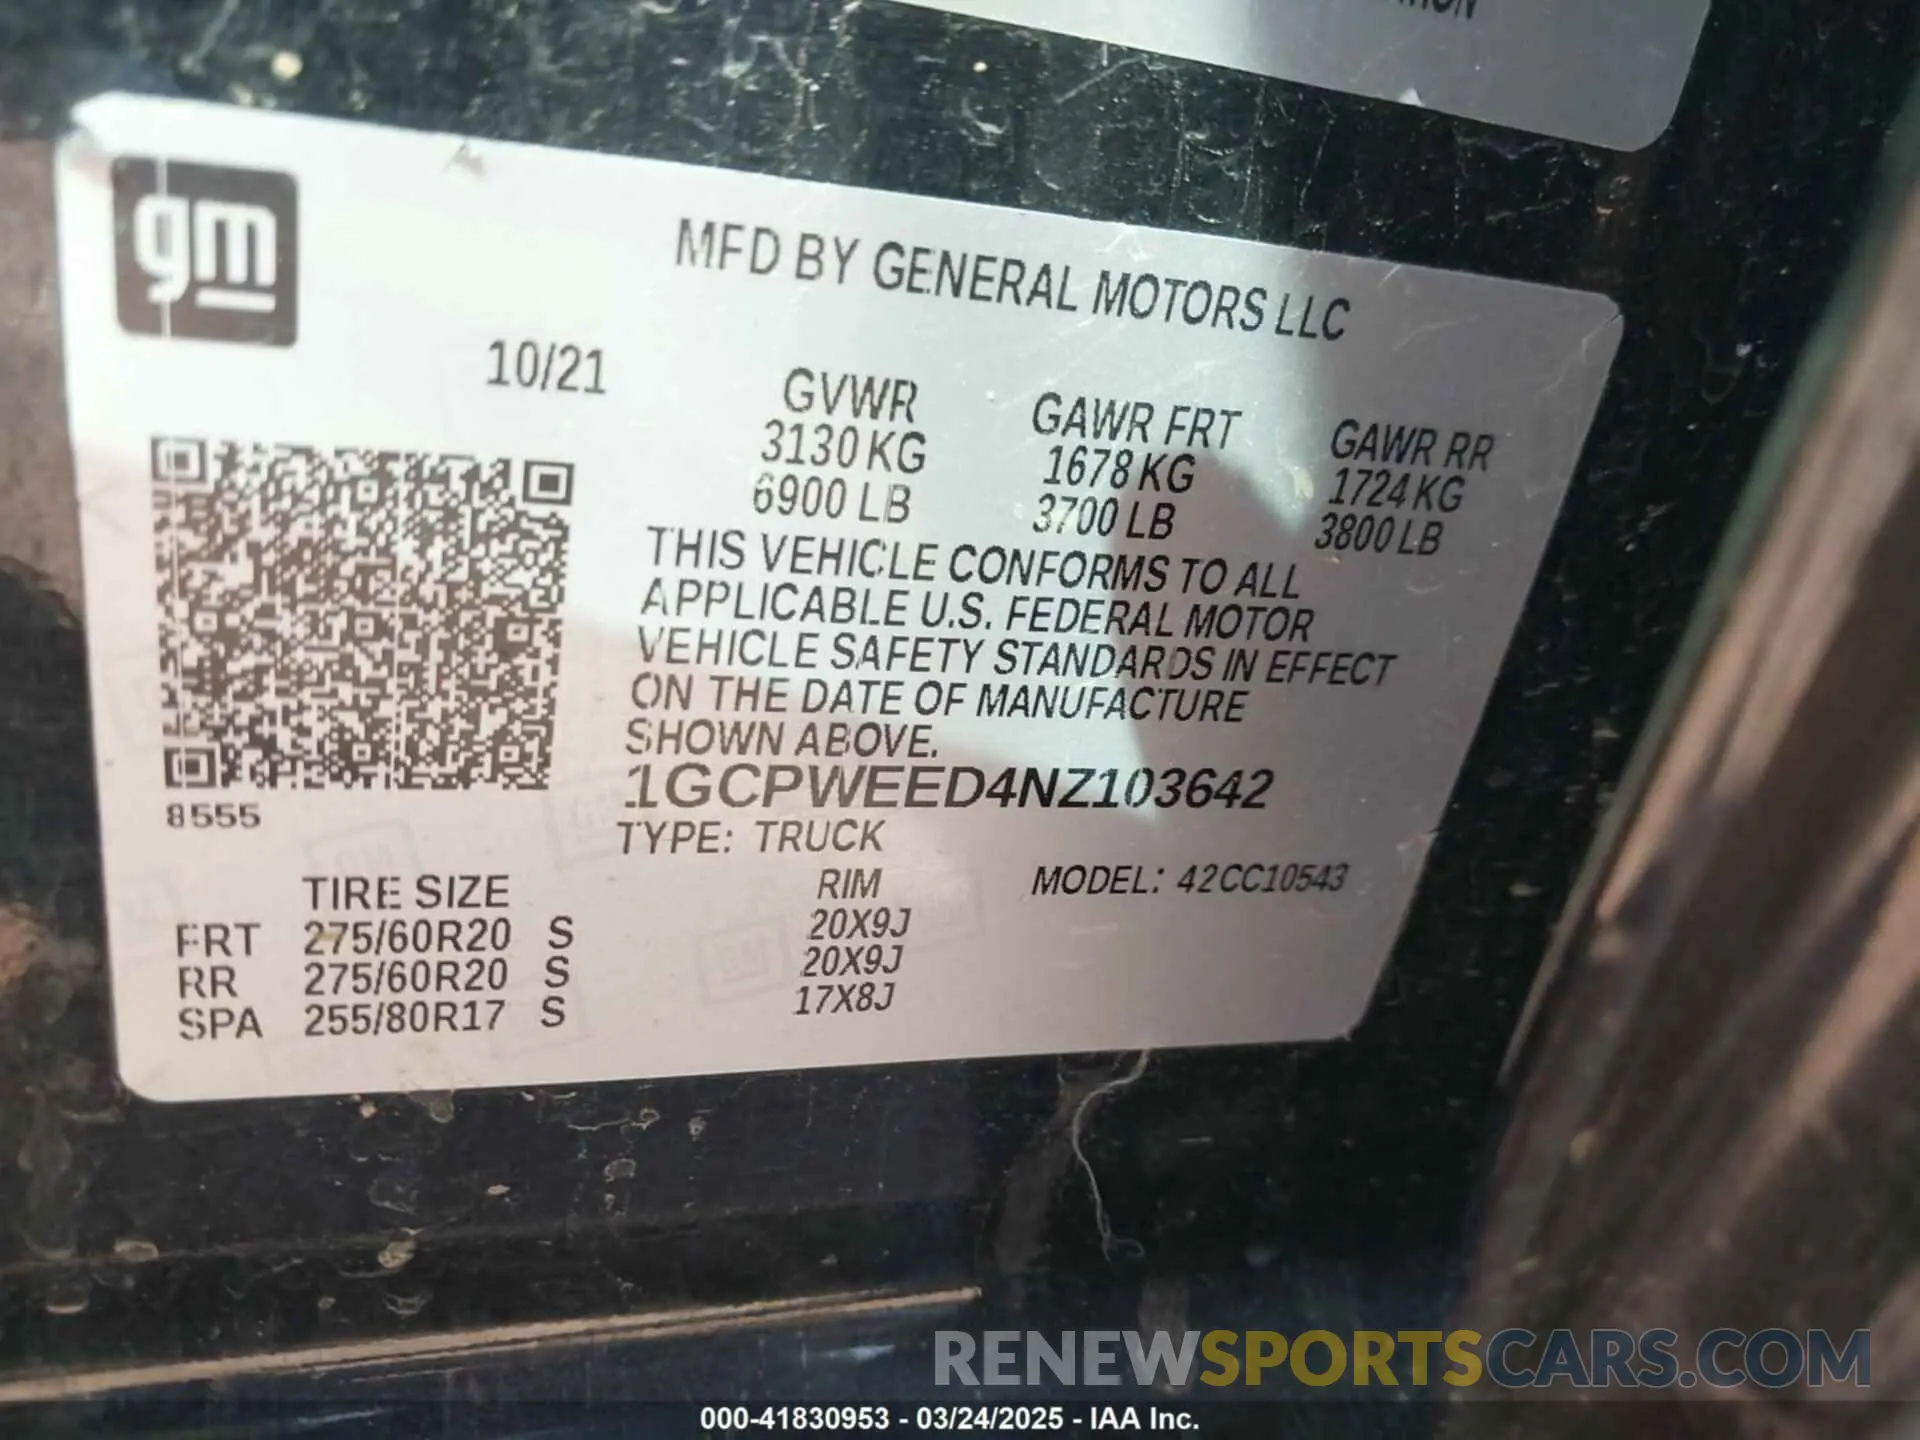 gm
MFD BY GENERAL MOTORS LLC
10/21
GVWR GAWR FRT GAWR RR
3130 KG 1678 KG 1724 KG
6900 LB 3700 LB 3800 LB
THIS VEHICLE CONFORMS TO ALL
APPLICABLE U.S. FEDERAL MOTOR
VEHICLE SAFETY STANDARDS IN EFFECT
ON THE DATE OF MANUFACTURE
SHOWN ABOVE.
1GCPWEED4NZ103642
8555
TYPE: TRUCK
MODEL: 42CC10543
TIRE SIZE RIM
FRT 275/60R20 S 20X9J
RR 275/60R20 S 20X9J
SPA 255/80R17 S 17X8J
RENEWSPORTSCARS.COM
000-41830953 - 03/24/2025 - IAA Inc.